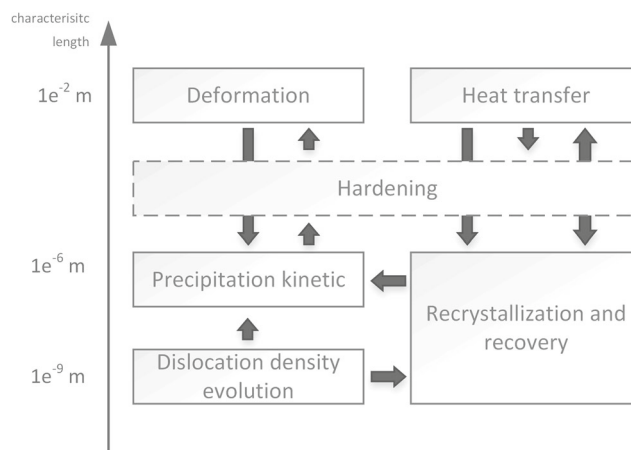 characterisitc
length
1e-2 m
Deformation
Heat transfer
Hardening
1e-6 m
Precipitation kinetic
Recrystallization and
recovery
Dislocation density
evolution
1e-9 m